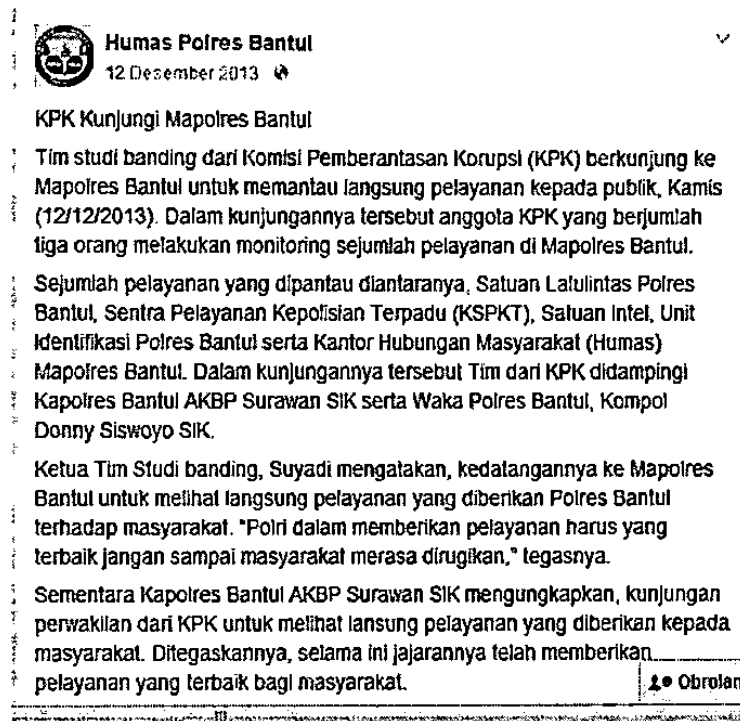 Humas Polres Bantul
12 Desember 2013
KPK Kunjungi Mapolres Bantul
Tim studi banding dari Komisi Pemberantasan Korupsi (KPK) berkunjung ke
Mapolres Bantul untuk memantau langsung pelayanan kepada publik, Kamis
(12/12/2013). Dalam kunjungannya tersebut anggota KPK yang berjumlah
tiga orang melakukan monitoring sejumlah pelayanan di Mapolres Bantul.
Sejumlah pelayanan yang dipantau diantaranya, Satuan Lalulintas Polres
Bantul, Sentra Pelayanan Kepolisian Terpadu (KSPKT), Satuan Intel, Unit
Identifikasi Polres Bantul serta Kantor Hubungan Masyarakat (Humas)
Mapolres Bantul. Dalam kunjungannya tersebut Tim dari KPK didampingi
Kapolres Bantul AKBP Surawan SIK serta Waka Polres Bantul, Kompol
Donny Siswoyo SIK.
Ketua Tim Studi banding, Suyadi mengatakan, kedatangannya ke Mapolres
Bantul untuk melihat langsung pelayanan yang diberikan Polres Bantul
terhadap masyarakat. "Polri dalam memberikan pelayanan harus yang
terbaik jangan sampai masyarakat merasa dirugikan," tegasnya.
Sementara Kapolres Bantul AKBP Surawan SIK mengungkapkan, kunjungan
perwakilan dari KPK untuk melihat lansung pelayanan yang diberikan kepada
masyarakat. Ditegaskannya, selama ini jajarannya telah memberikan
pelayanan yang terbaik bagi masyarakat.
Obrolan